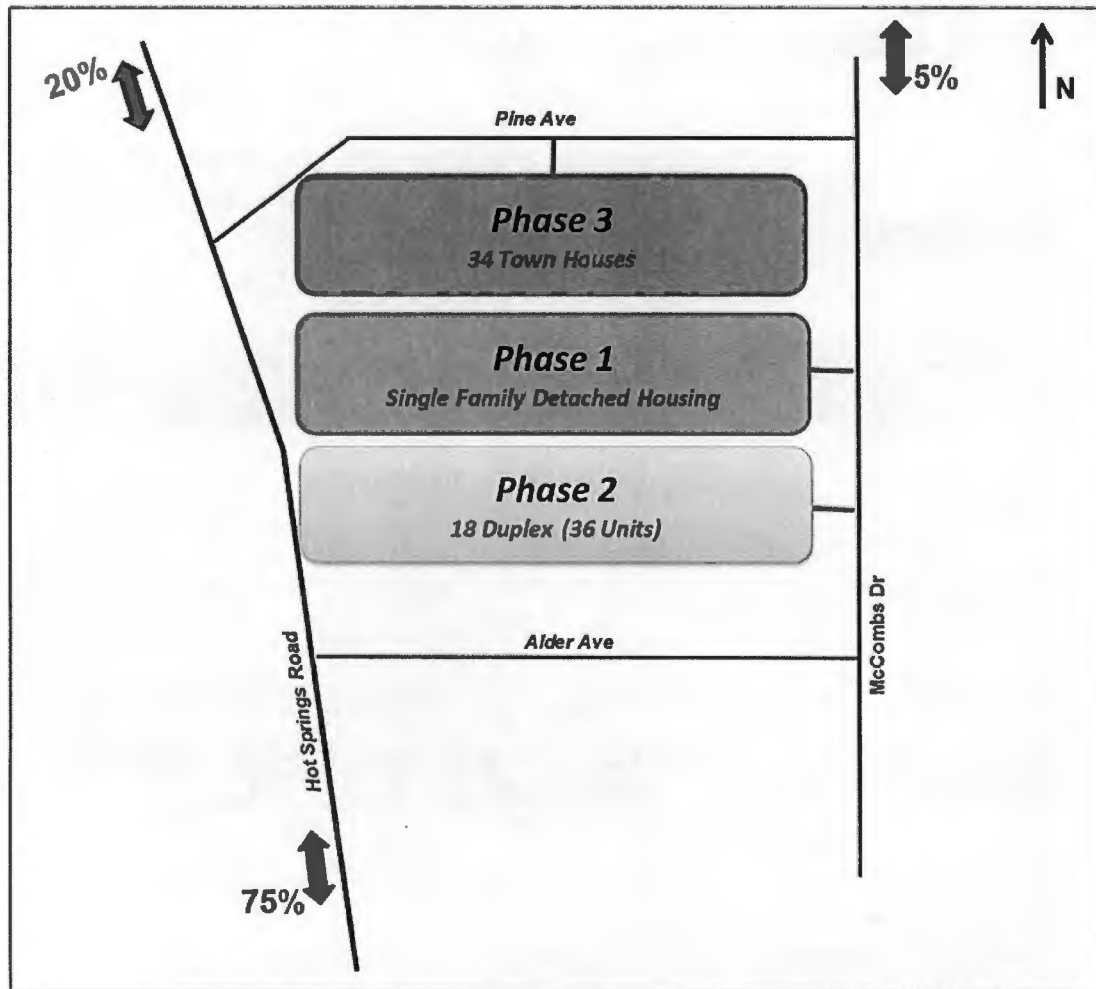 20%
5%
N
Pine Ave
Phase 3
34 Town Houses
Phase 1
Single Family Detached Housing
Phase 2
18 Duplex (36 Units)
Alder Ave
Hot Springs Road
McCombs Dr
75%